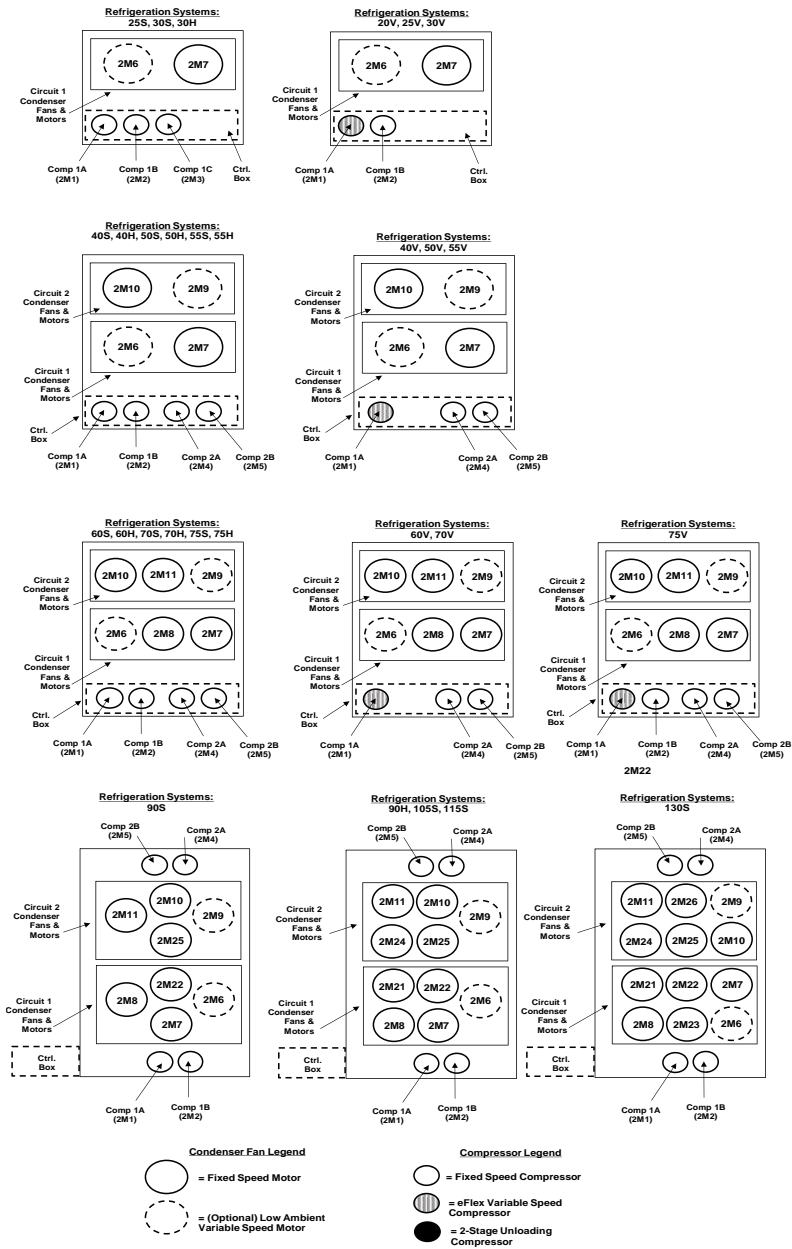 Refrigeration Systems:
25S, 30S, 30H
2M6
2M7
Circuit 1
Condenser
Fans &
Motors
Comp 1A
(2M1)
Comp 1B
(2M2)
Comp 1C
(2M3)
Ctrl.
Box
Refrigeration Systems:
20V, 25V, 30V
2M6
2M7
Circuit 1
Condenser
Fans &
Motors
Comp 1A
(2M1)
Comp 1B
(2M2)
Ctrl.
Box
Refrigeration Systems:
40S, 40H, 50S, 50H, 55S, 55H
2M10
2M9
Circuit 2
Condenser
Fans &
Motors
2M6
2M7
Circuit 1
Condenser
Fans &
Motors
Ctrl.
Box
Comp 1A
(2M1)
Comp 1B
(2M2)
Comp 2A
(2M4)
Comp 2B
(2M5)
Refrigeration Systems:
40V, 50V, 55V
2M10
2M9
Circuit 2
Condenser
Fans &
Motors
2M6
2M7
Circuit 1
Condenser
Fans &
Motors
Ctrl.
Box
Comp 1A
(2M1)
Comp 2A
(2M4)
Comp 2B
(2M5)
Refrigeration Systems:
60S, 60H, 70S, 70H, 75S, 75H
2M10
2M11
2M9
Circuit 2
Condenser
Fans &
Motors
2M6
2M8
2M7
Circuit 1
Condenser
Fans &
Motors
Ctrl.
Box
Comp 1A
(2M1)
Comp 1B
(2M2)
Comp 2A
(2M4)
Comp 2B
(2M5)
Refrigeration Systems:
60V, 70V
2M10
2M11
2M9
Circuit 2
Condenser
Fans &
Motors
2M6
2M8
2M7
Circuit 1
Condenser
Fans &
Motors
Ctrl.
Box
Comp 1A
(2M1)
Comp 2A
(2M4)
Comp 2B
(2M5)
Refrigeration Systems:
75V
2M10
2M11
2M9
Circuit 2
Condenser
Fans &
Motors
2M6
2M8
2M7
Circuit 1
Condenser
Fans &
Motors
Ctrl.
Box
Comp 1A
(2M1)
Comp 1B
(2M2)
Comp 2A
(2M4)
Comp 2B
(2M5)
2M22
Refrigeration Systems:
90S
Comp 2B
(2M5)
Comp 2A
(2M4)
Circuit 2
Condenser
Fans &
Motors
2M11
2M10
2M9
2M25
Circuit 1
Condenser
Fans &
Motors
2M8
2M22
2M6
2M7
Ctrl.
Box
Comp 1A
(2M1)
Comp 1B
(2M2)
Refrigeration Systems:
90H, 105S, 115S
Comp 2B
(2M5)
Comp 2A
(2M4)
Circuit 2
Condenser
Fans &
Motors
2M11
2M10
2M9
2M24
2M25
Circuit 1
Condenser
Fans &
Motors
2M21
2M22
2M6
2M8
2M7
Ctrl.
Box
Comp 1A
(2M1)
Comp 1B
(2M2)
Refrigeration Systems:
130S
Comp 2B
(2M5)
Comp 2A
(2M4)
Circuit 2
Condenser
Fans &
Motors
2M11
2M26
2M9
2M24
2M25
2M10
Circuit 1
Condenser
Fans &
Motors
2M21
2M22
2M7
2M8
2M23
2M6
Ctrl.
Box
Comp 1A
(2M1)
Comp 1B
(2M2)
Condenser Fan Legend
= Fixed Speed Motor
= (Optional) Low Ambient
Variable Speed Motor
Compressor Legend
= Fixed Speed Compressor
= eFlex Variable Speed
Compressor
= 2-Stage Unloading
Compressor